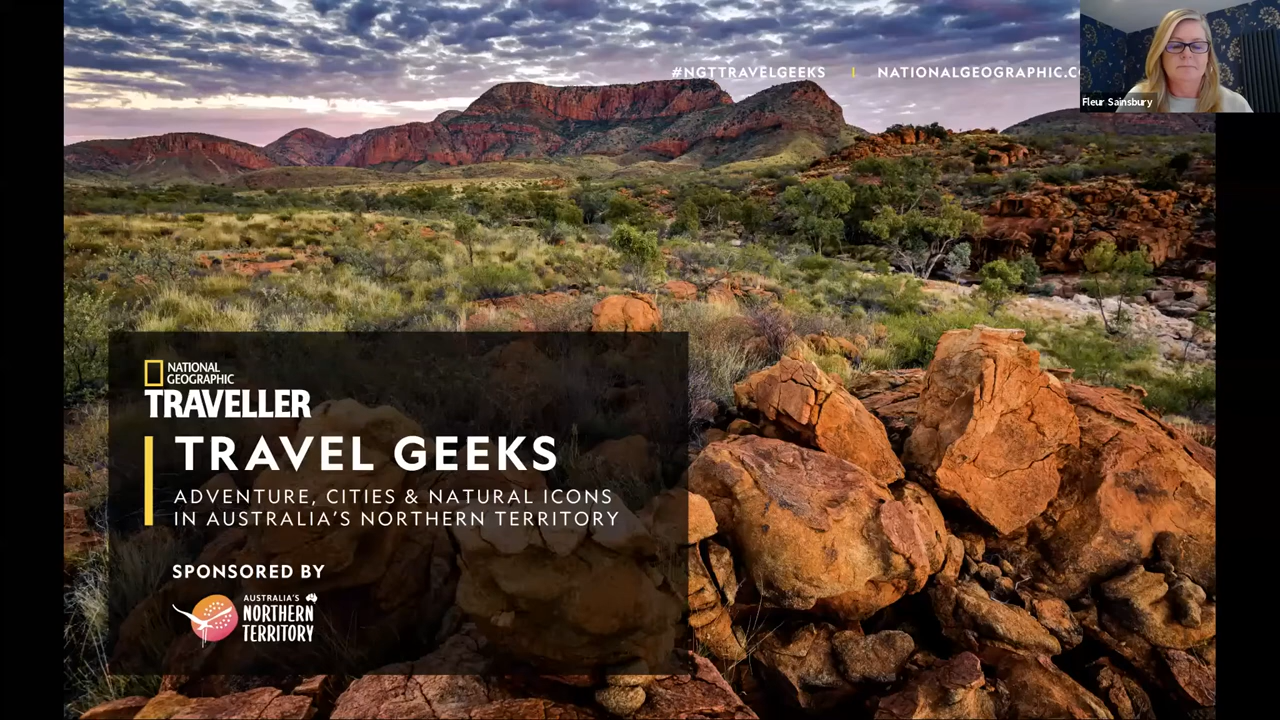 #NGTTRAVELGEEKS | NATIONALGEOGRAPHIC.C
Fleur Sainsbury
NATIONAL
GEOGRAPHIC
TRAVELLER
TRAVEL GEEKS
ADVENTURE, CITIES & NATURAL ICONS
IN AUSTRALIA'S NORTHERN TERRITORY
SPONSORED BY
AUSTRALIA'S
NORTHERN
TERRITORY